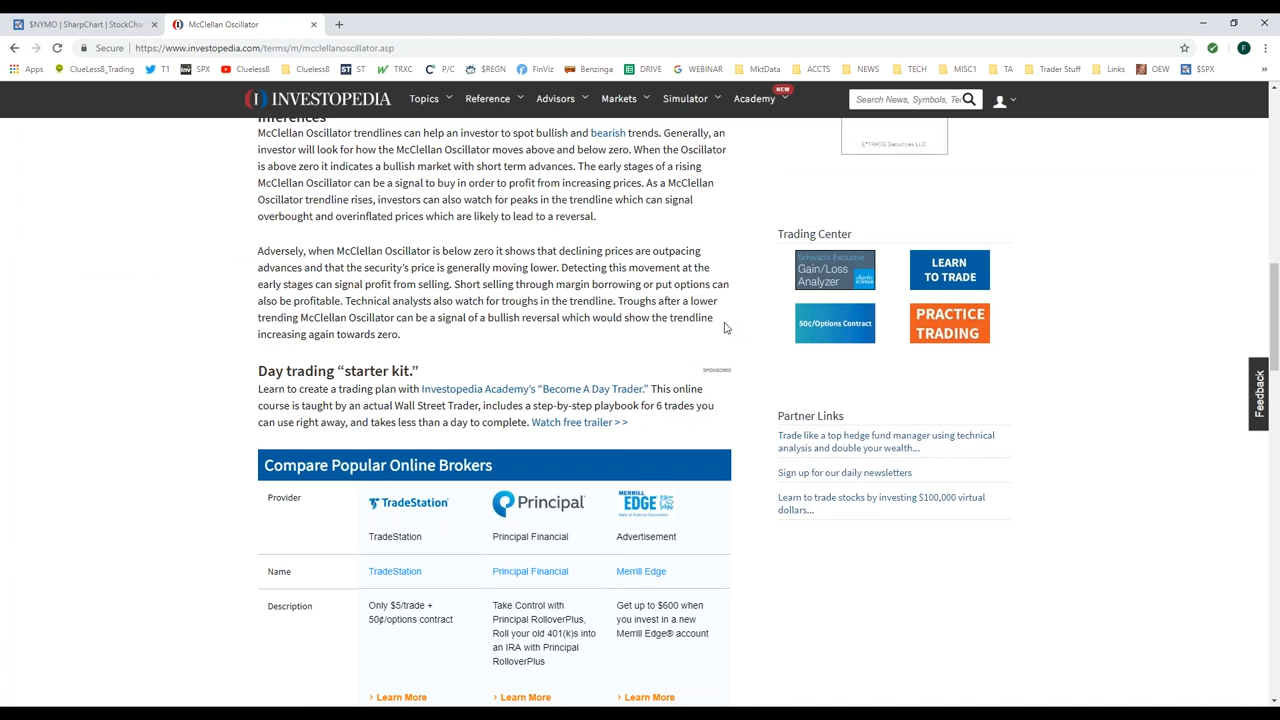 $NYMO | SharpChart | StockChar
McClellan Oscillator
Secure
https://www.investopedia.com/terms/m/mcclellanoscillator.asp
F
Apps
ClueLess8_Trading
T1
SPX
Clueless8
Clueless8
ST
TRXC
P/C
$REGN
FinViz
Benzinga
DRIVE
WEBINAR
MktData
ACCTS
NEWS
TECH
MISC1
TA
Trader Stuff
Links
OEW
$SPX
»
INVESTOPEDIA
Topics
Reference
Advisors
Markets
Simulator
Academy
NEW
Search News, Symbols, Ter
Inferences
McClellan Oscillator trendlines can help an investor to spot bullish and bearish trends. Generally, an
investor will look for how the McClellan Oscillator moves above and below zero. When the Oscillator
is above zero it indicates a bullish market with short term advances. The early stages of a rising
McClellan Oscillator can be a signal to buy in order to profit from increasing prices. As a McClellan
Oscillator trendline rises, investors can also watch for peaks in the trendline which can signal
overbought and overinflated prices which are likely to lead to a reversal.
Adversely, when McClellan Oscillator is below zero it shows that declining prices are outpacing
advances and that the security's price is generally moving lower. Detecting this movement at the
early stages can signal profit from selling. Short selling through margin borrowing or put options can
also be profitable. Technical analysts also watch for troughs in the trendline. Troughs after a lower
trending McClellan Oscillator can be a signal of a bullish reversal which would show the trendline
increasing again towards zero.
Day trading “starter kit.”
SPONSORED
Learn to create a trading plan with Investopedia Academy's “Become A Day Trader.” This online
course is taught by an actual Wall Street Trader, includes a step-by-step playbook for 6 trades you
can use right away, and takes less than a day to complete. Watch free trailer > >
Compare Popular Online Brokers
Provider
TradeStation
Principal
MERRILL
EDGE
Bank of America Corporation
TradeStation
Principal Financial
Advertisement
Name
TradeStation
Principal Financial
Merrill Edge
Description
Only $5/trade +
50¢/options contract
Take Control with
Principal RolloverPlus,
Roll your old 401(k)s into
an IRA with Principal
RolloverPlus
Get up to $600 when
you invest in a new
Merrill Edge® account
> Learn More
> Learn More
> Learn More
E*TRADE Securities LLC
Trading Center
Schwab's Exclusive
Gain/Loss
Analyzer
charles
SCHWAB
LEARN
TO TRADE
50¢/Options Contract
PRACTICE
TRADING
Partner Links
Trade like a top hedge fund manager using technical
analysis and double your wealth...
Sign up for our daily newsletters
Learn to trade stocks by investing $100,000 virtual
dollars...
Feedback